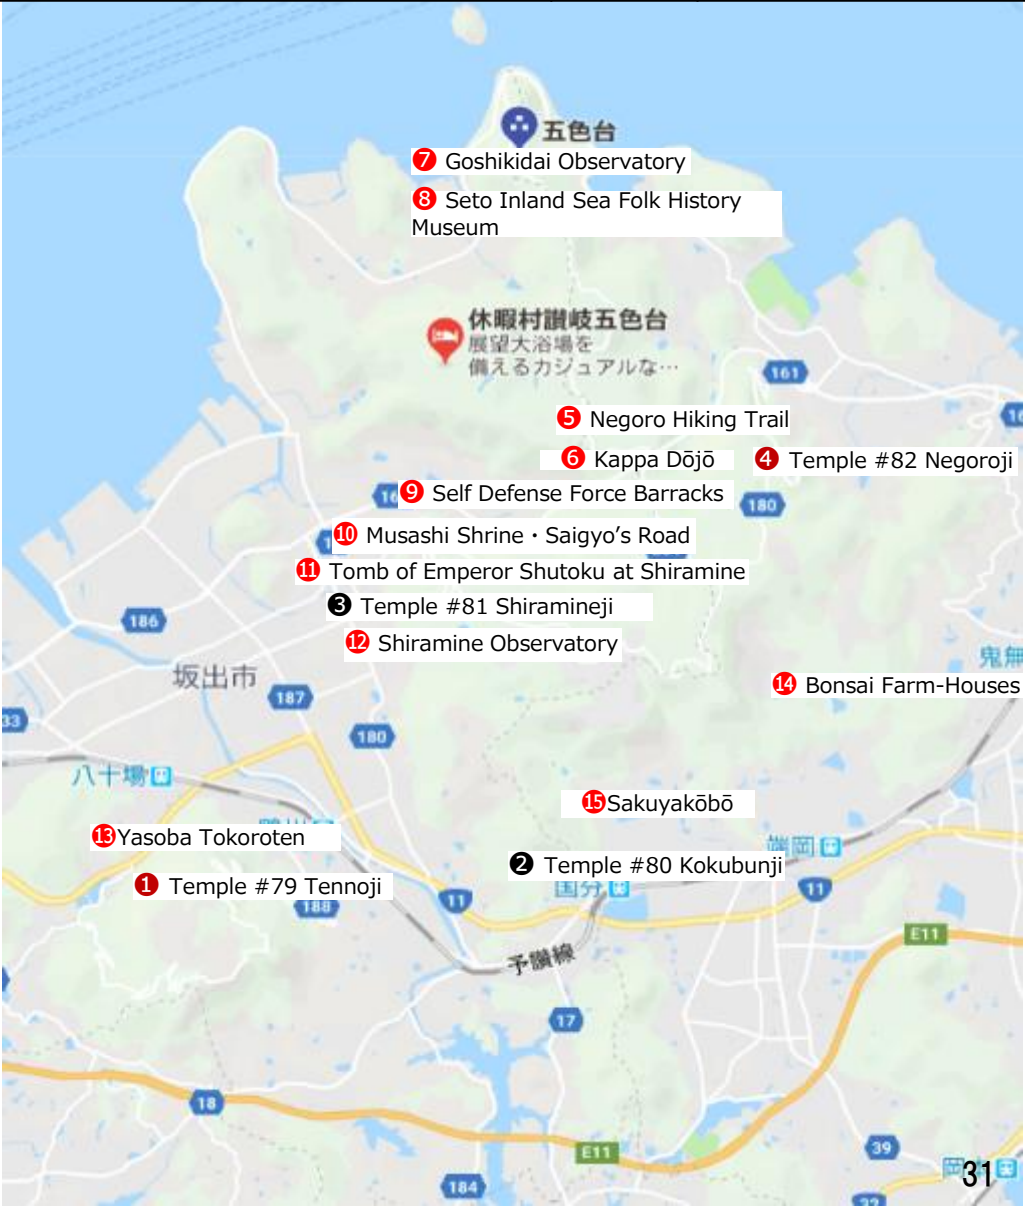 五色台
❼ Goshikidai Observatory
❽ Seto Inland Sea Folk History
Museum
休暇村讃岐五色台
展望大浴場を
備えるカジュアルな…
161
16
❺ Negoro Hiking Trail
❻ Kappa Dōjō
❹ Temple #82 Negoroji
16
❾ Self Defense Force Barracks
180
❿ Musashi Shrine・Saigyo's Road
⓫ Tomb of Emperor Shutoku at Shiramine
❸ Temple #81 Shiramineji
186
⓬ Shiramine Observatory
鬼無
坂出市
⓮ Bonsai Farm-Houses
187
33
180
八十場
⓯Sakuyakōbō
⓭Yasoba Tokoroten
端岡
❷ Temple #80 Kokubunji
❶ Temple #79 Tennoji
国分
11
11
188
E11
予讃線
17
18
E11
39
184
31